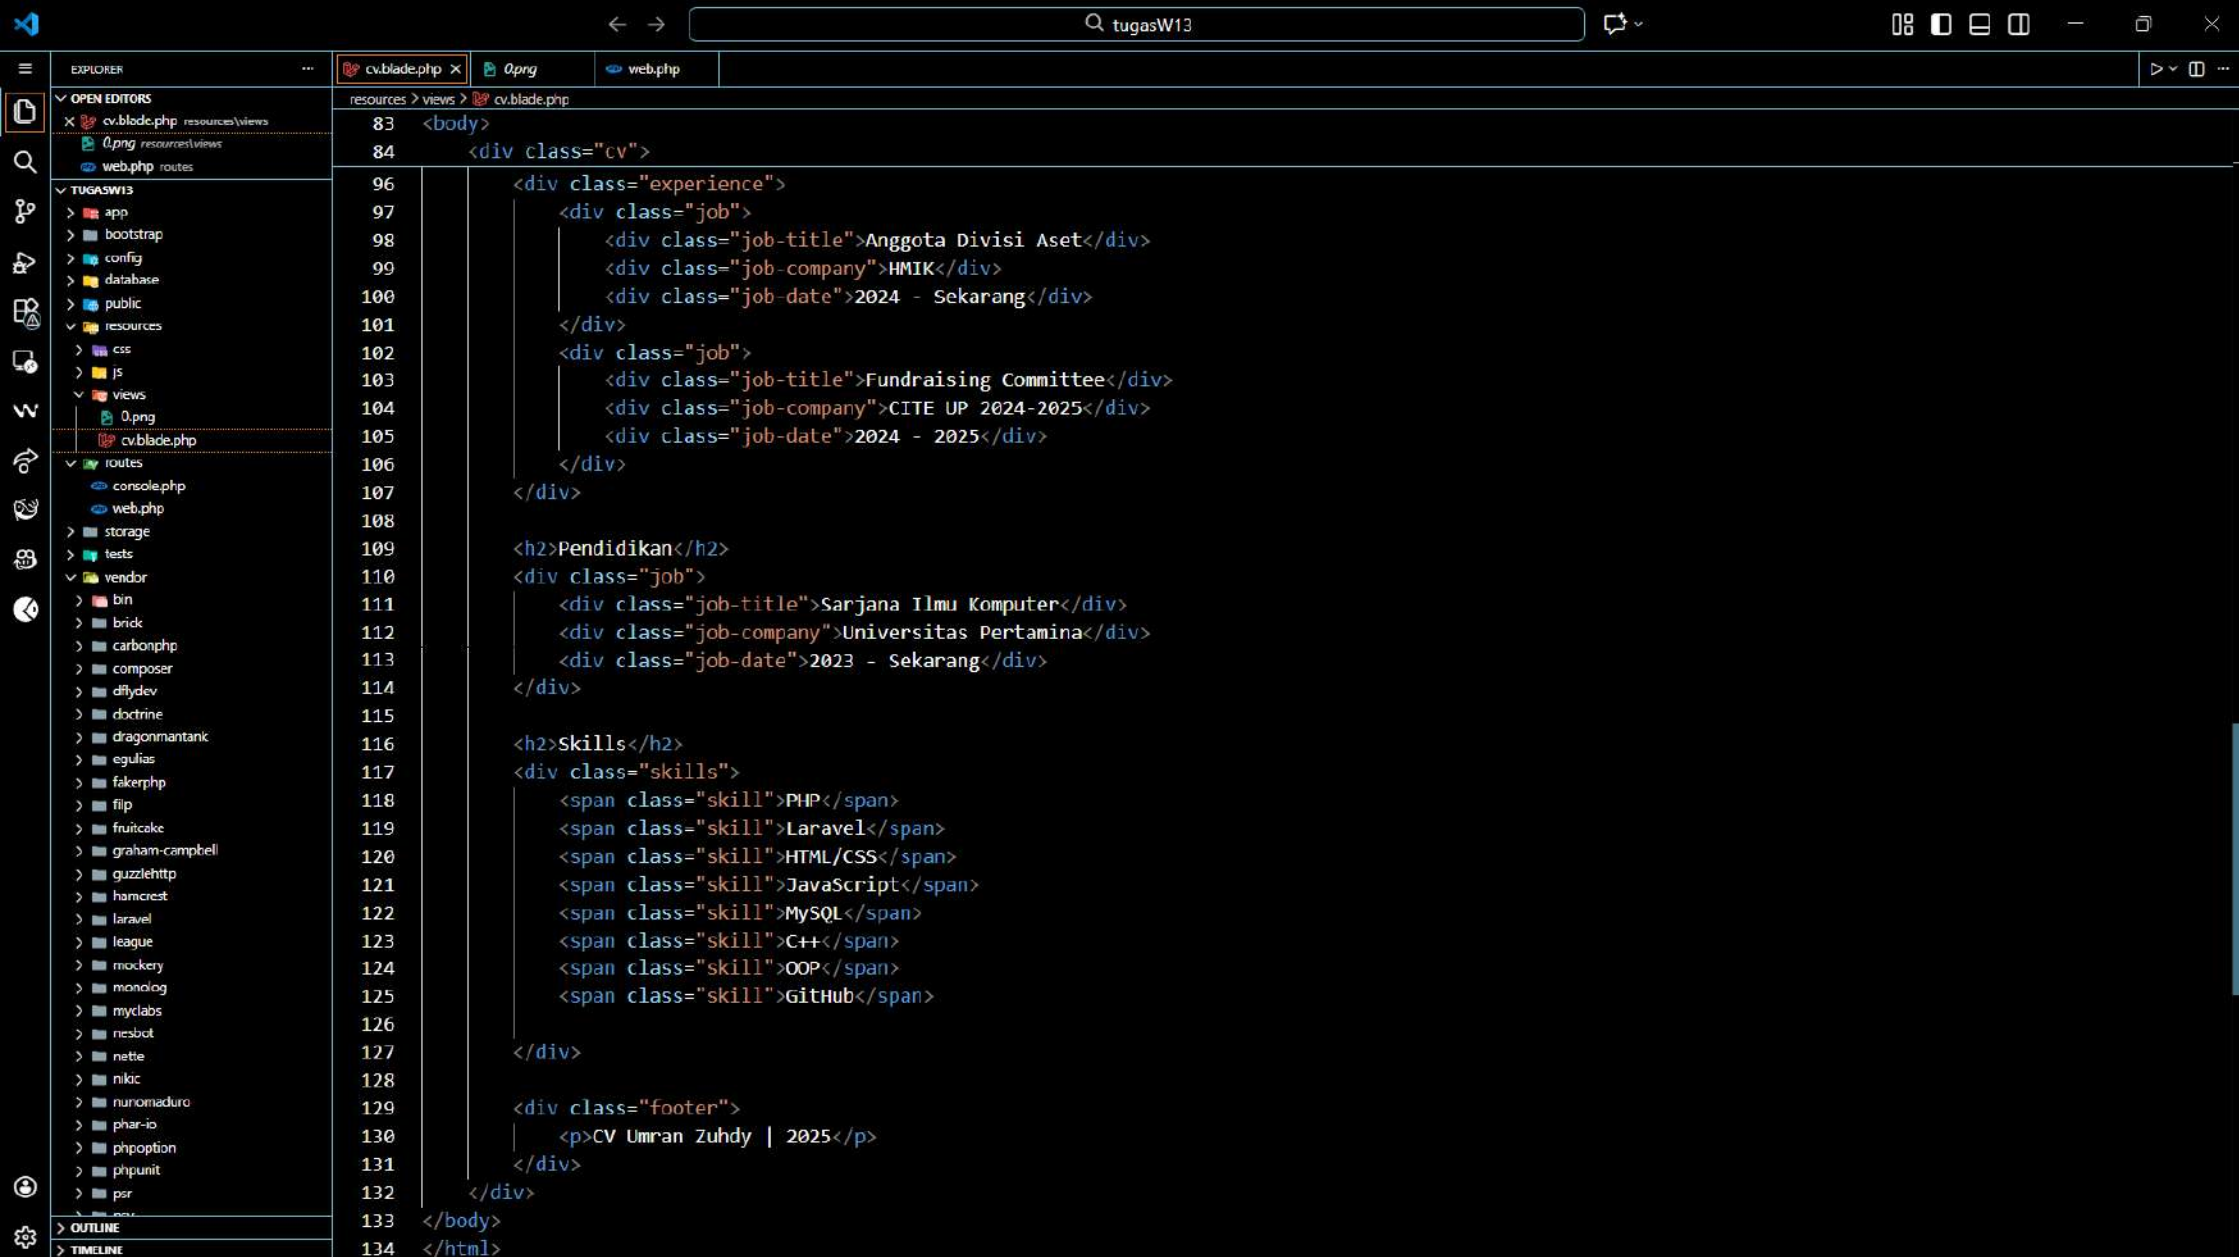 tugasW13
EXPLORER
OPEN EDITORS
cv.blade.php resources\views
0.png resources\views
web.php routes
TUGASW13
app
bootstrap
config
database
public
resources
css
js
views
0.png
cv.blade.php
routes
console.php
web.php
storage
tests
vendor
bin
brick
carbonphp
composer
dflydev
doctrine
dragonmantank
egulias
fakerphp
filp
fruitcake
graham-campbell
guzzlehttp
hamcrest
laravel
league
mockery
monolog
myclabs
nesbot
nette
nikic
nunomaduro
phar-io
phpoption
phpunit
psr
OUTLINE
TIMELINE
cv.blade.php
0.png
web.php
resources > views > cv.blade.php
83 <body>
84 <div class="cv">
96 <div class="experience">
97 <div class="job">
98 <div class="job-title">Anggota Divisi Aset</div>
99 <div class="job-company">HMIK</div>
100 <div class="job-date">2024 - Sekarang</div>
101 </div>
102 <div class="job">
103 <div class="job-title">Fundraising Committee</div>
104 <div class="job-company">CITE UP 2024-2025</div>
105 <div class="job-date">2024 - 2025</div>
106 </div>
107 </div>
108
109 <h2>Pendidikan</h2>
110 <div class="job">
111 <div class="job-title">Sarjana Ilmu Komputer</div>
112 <div class="job-company">Universitas Pertamina</div>
113 <div class="job-date">2023 - Sekarang</div>
114 </div>
115
116 <h2>Skills</h2>
117 <div class="skills">
118 <span class="skill">PHP</span>
119 <span class="skill">Laravel</span>
120 <span class="skill">HTML/CSS</span>
121 <span class="skill">JavaScript</span>
122 <span class="skill">MySQL</span>
123 <span class="skill">C++</span>
124 <span class="skill">OOP</span>
125 <span class="skill">GitHub</span>
126
127 </div>
128
129 <div class="footer">
130 <p>CV Umran Zuhdy | 2025</p>
131 </div>
132 </div>
133 </body>
134 </html>